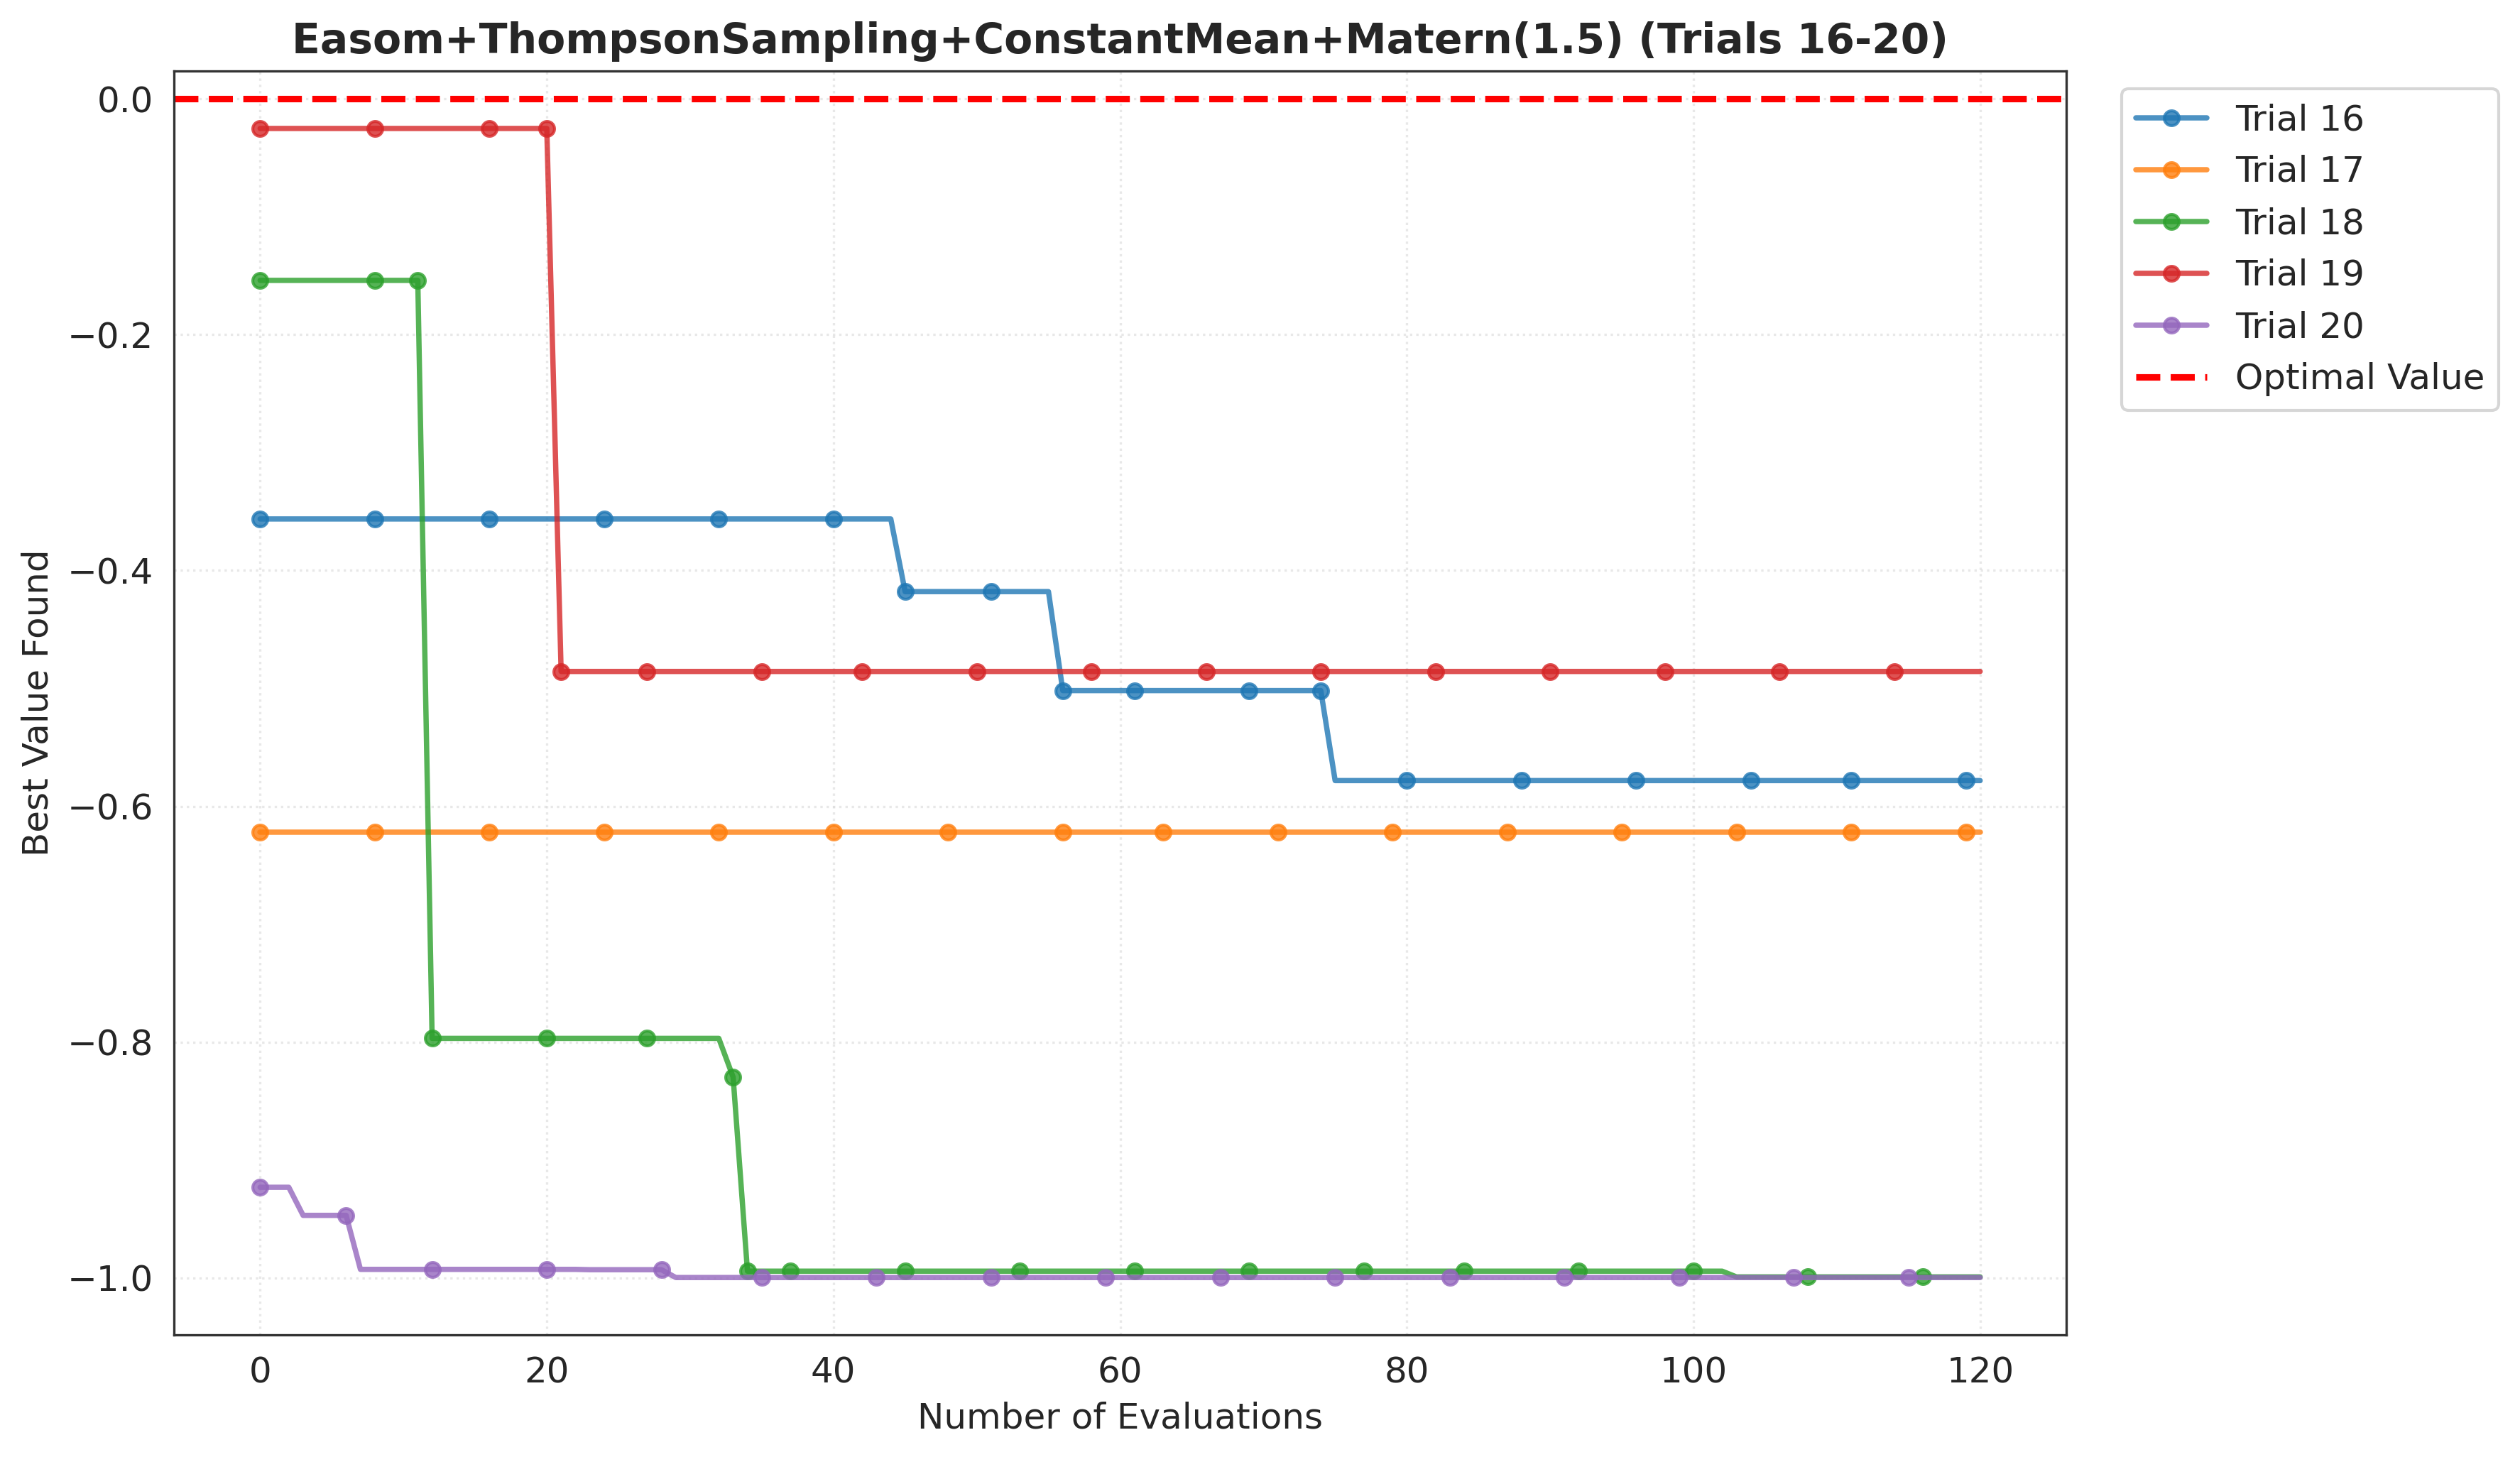 Easom+ThompsonSampling+ConstantMean+Matern(1.5) (Trials 16-20)
0.0
−0.2
−0.4
−0.6
−0.8
−1.0
Best Value Found
0 20 40 60 80 100 120
Number of Evaluations
Trial 16
Trial 17
Trial 18
Trial 19
Trial 20
Optimal Value